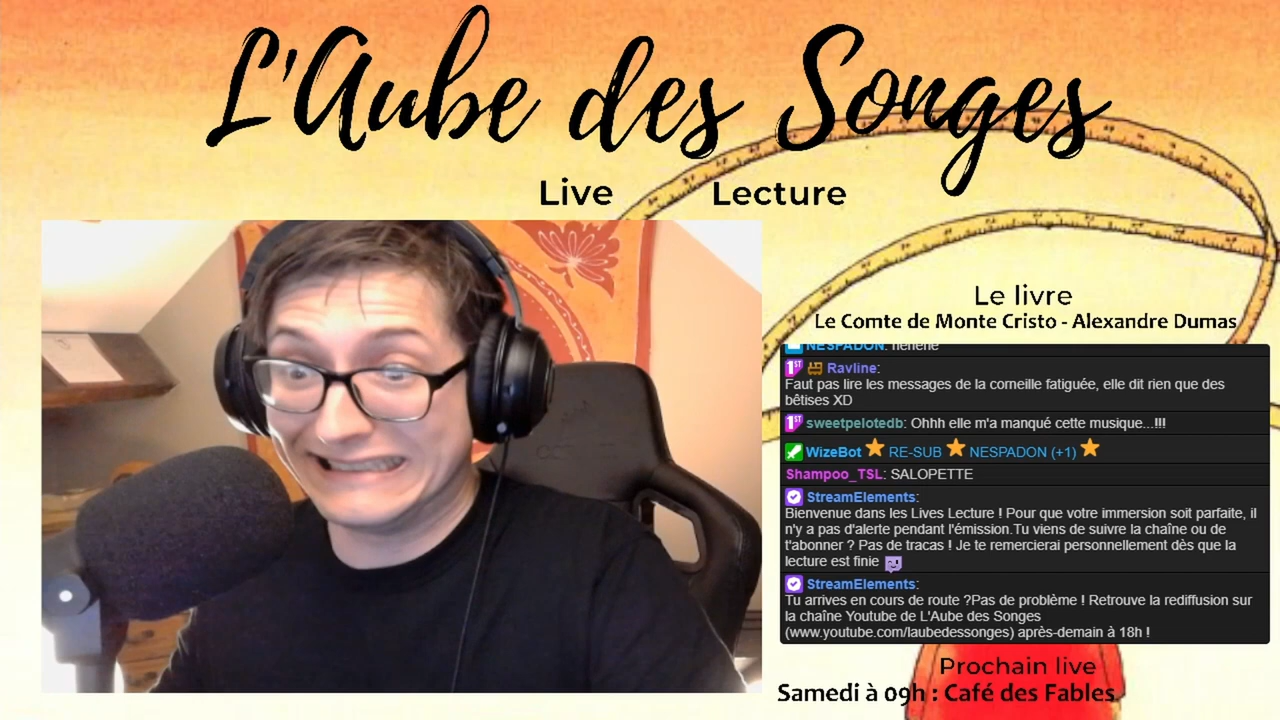 L'Aube des Songes
Live Lecture
Le livre
Le Comte de Monte Cristo - Alexandre Dumas
NESPADON: hehehe
1ST Ravline:
Faut pas lire les messages de la corneille fatiguée, elle dit rien que des
bêtises XD
1ST sweetpelotedb: Ohhh elle m'a manqué cette musique...!!!
WizeBot RE-SUB NESPADON (+1)
Shampoo_TSL: SALOPETTE
StreamElements:
Bienvenue dans les Lives Lecture ! Pour que votre immersion soit parfaite, il
n'y a pas d'alerte pendant l'émission.Tu viens de suivre la chaîne ou de
t'abonner ? Pas de tracas ! Je te remercierai personnellement dès que la
lecture est finie
StreamElements:
Tu arrives en cours de route ?Pas de problème ! Retrouve la rediffusion sur
la chaîne Youtube de L'Aube des Songes
(www.youtube.com/laubedessonges) après-demain à 18h !
Prochain live
Samedi à 09h : Café des Fables